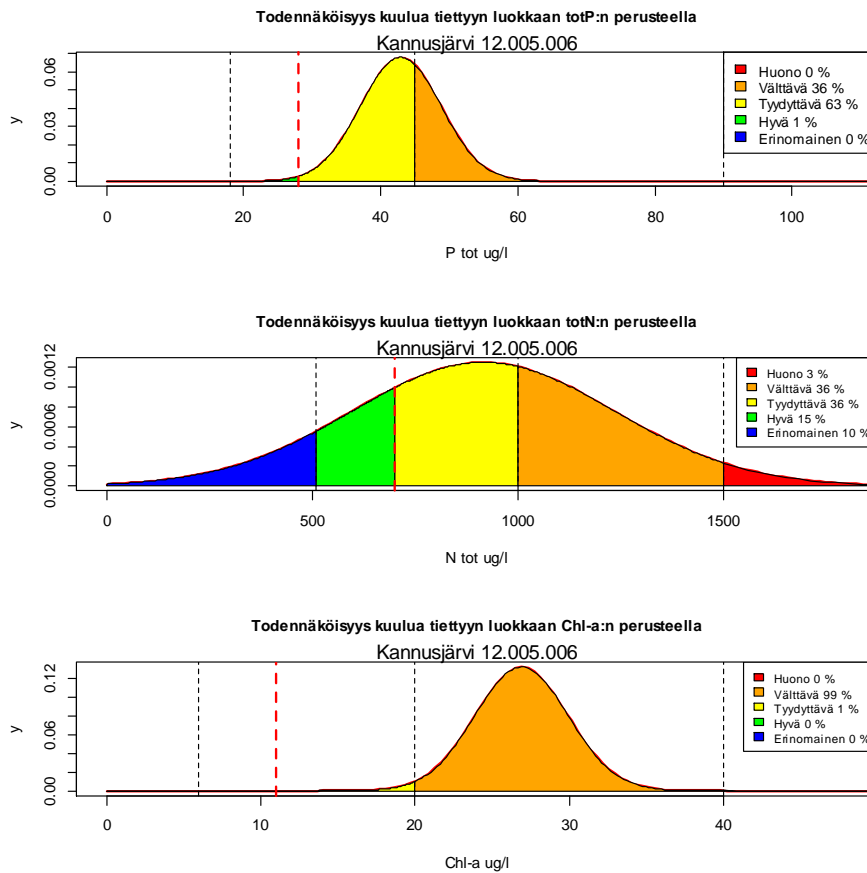 Todennäköisyys kuulua tiettyyn luokkaan totP:n perusteella
Kannusjärvi 12.005.006
Huono 0 %
Välttävä 36 %
Tyydyttävä 63 %
Hyvä 1 %
Erinomainen 0 %
y
0.00 0.03 0.06
0 20 40 60 80 100
P tot ug/l
Todennäköisyys kuulua tiettyyn luokkaan totN:n perusteella
Kannusjärvi 12.005.006
Huono 3 %
Välttävä 36 %
Tyydyttävä 36 %
Hyvä 15 %
Erinomainen 10 %
y
0.0000 0.0006 0.0012
0 500 1000 1500
N tot ug/l
Todennäköisyys kuulua tiettyyn luokkaan Chl-a:n perusteella
Kannusjärvi 12.005.006
Huono 0 %
Välttävä 99 %
Tyydyttävä 1 %
Hyvä 0 %
Erinomainen 0 %
y
0.00 0.06 0.12
0 10 20 30 40
Chl-a ug/l